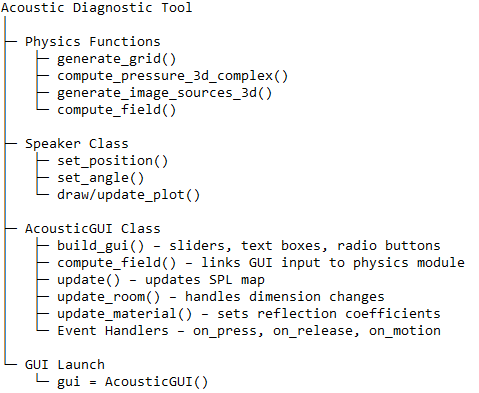 Acoustic Diagnostic Tool
Physics Functions
generate_grid()
compute_pressure_3d_complex()
generate_image_sources_3d()
compute_field()
Speaker Class
set_position()
set_angle()
draw/update_plot()
AcousticGUI Class
build_gui() – sliders, text boxes, radio buttons
compute_field() – links GUI input to physics module
update() – updates SPL map
update_room() – handles dimension changes
update_material() – sets reflection coefficients
Event Handlers – on_press, on_release, on_motion
GUI Launch
gui = AcousticGUI()